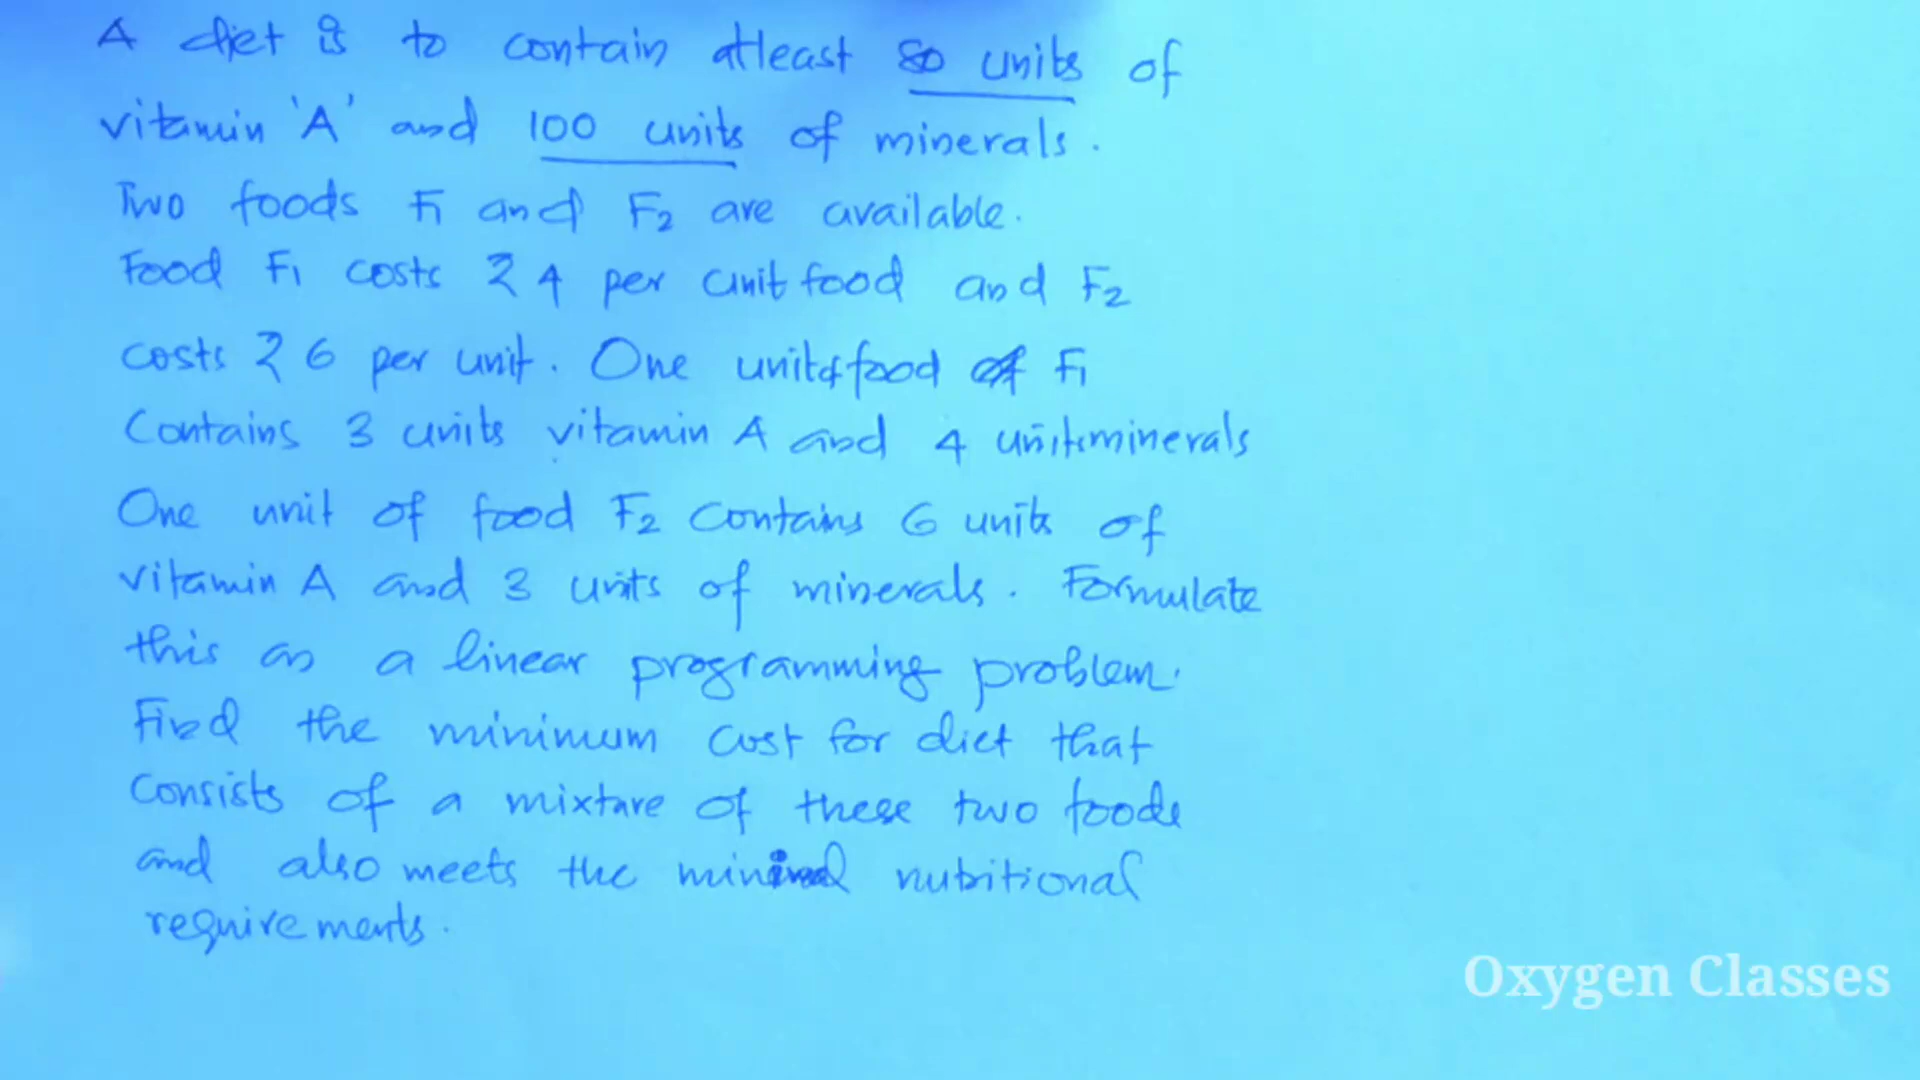 A diet is to contain atleast 80 units of
vitamin 'A' and 100 units of minerals.
Two foods F1 and F2 are available.
Food F1 costs ₹ 4 per unit food and F2
costs ₹ 6 per unit. One unit of food of F1
Contains 3 units vitamin A and 4 units minerals
One unit of food F2 contains 6 units of
vitamin A and 3 units of minerals. Formulate
this as a linear programming problem.
Find the minimum cost for diet that
consists of a mixture of these two foods
and also meets the nutritional
requirements.
Oxygen Classes